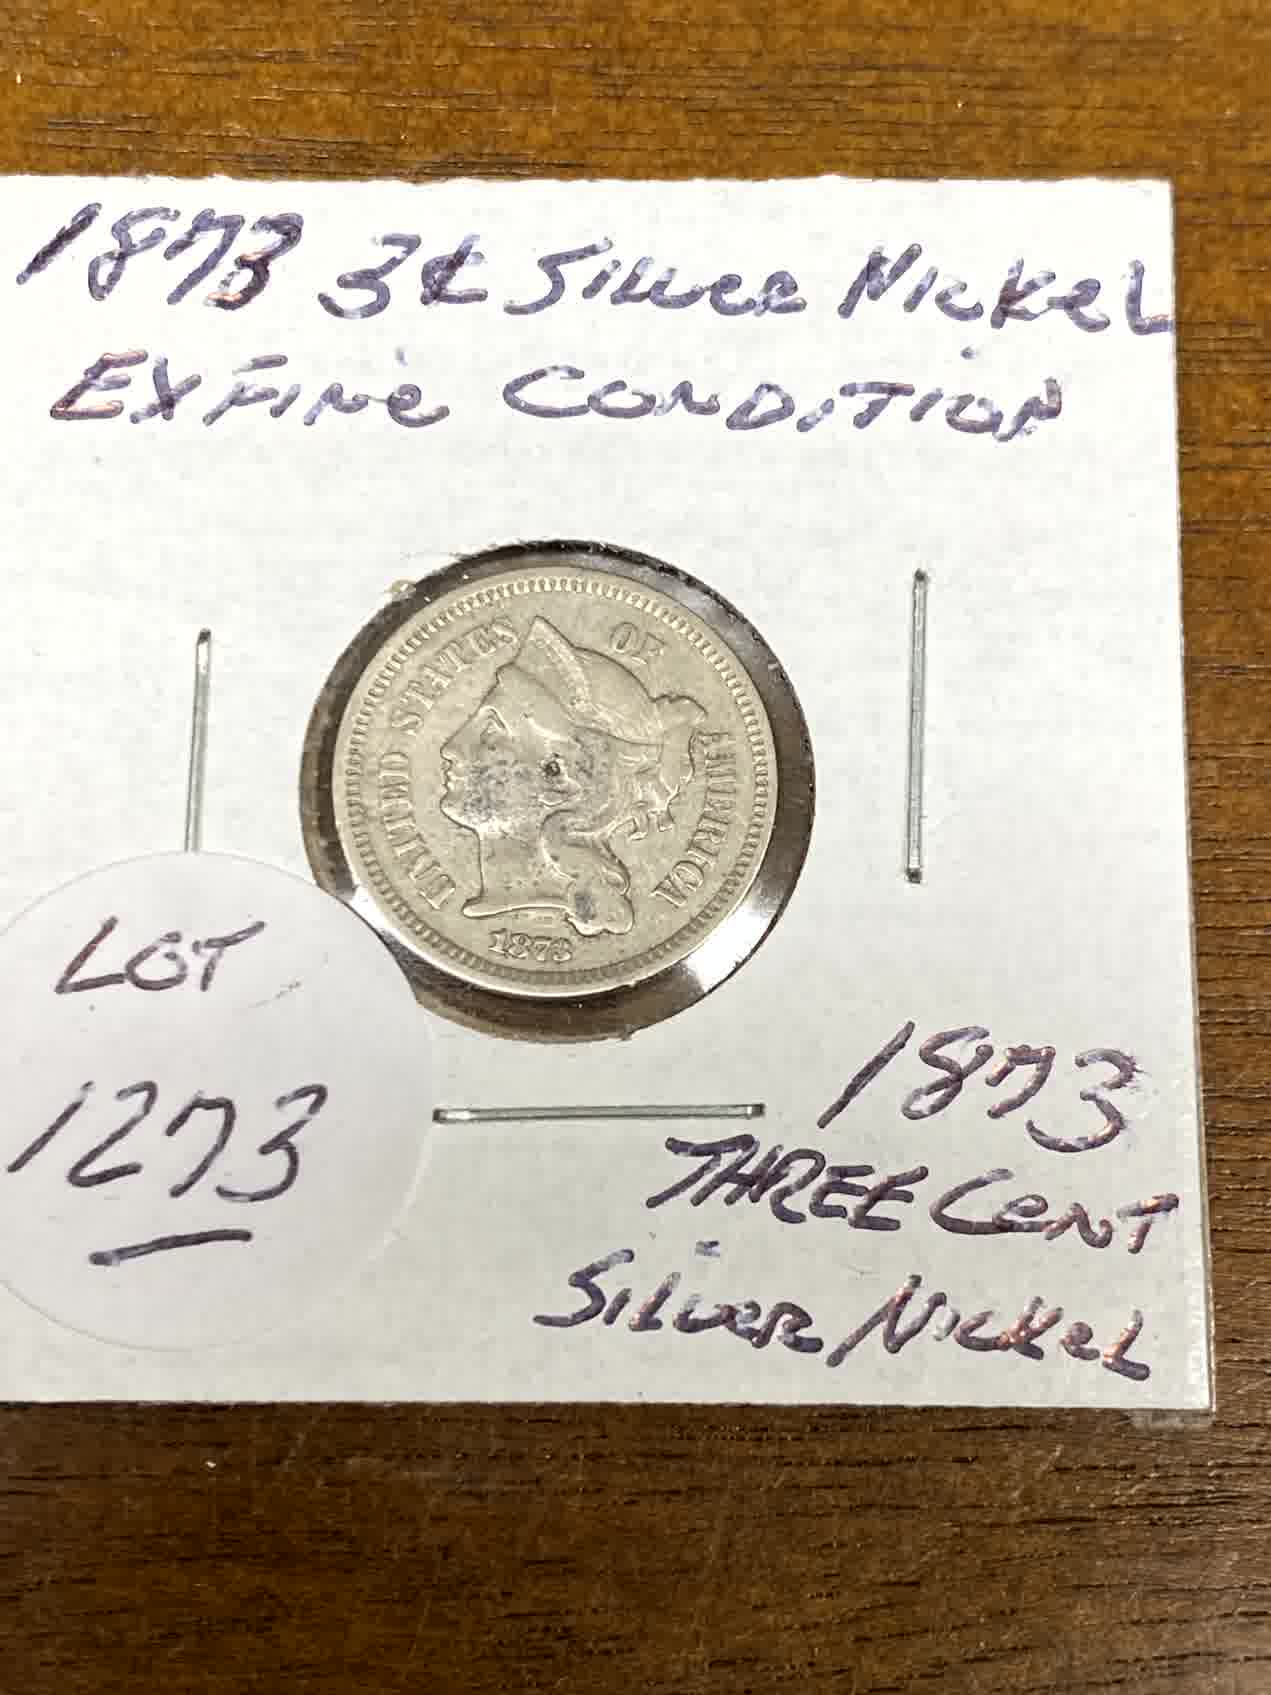 1873 3¢ Silver Nickel
Ex Fine Condition
UNITED STATES OF AMERICA
1873
LOT
1273
1873
THREE Cent
Silver Nickel